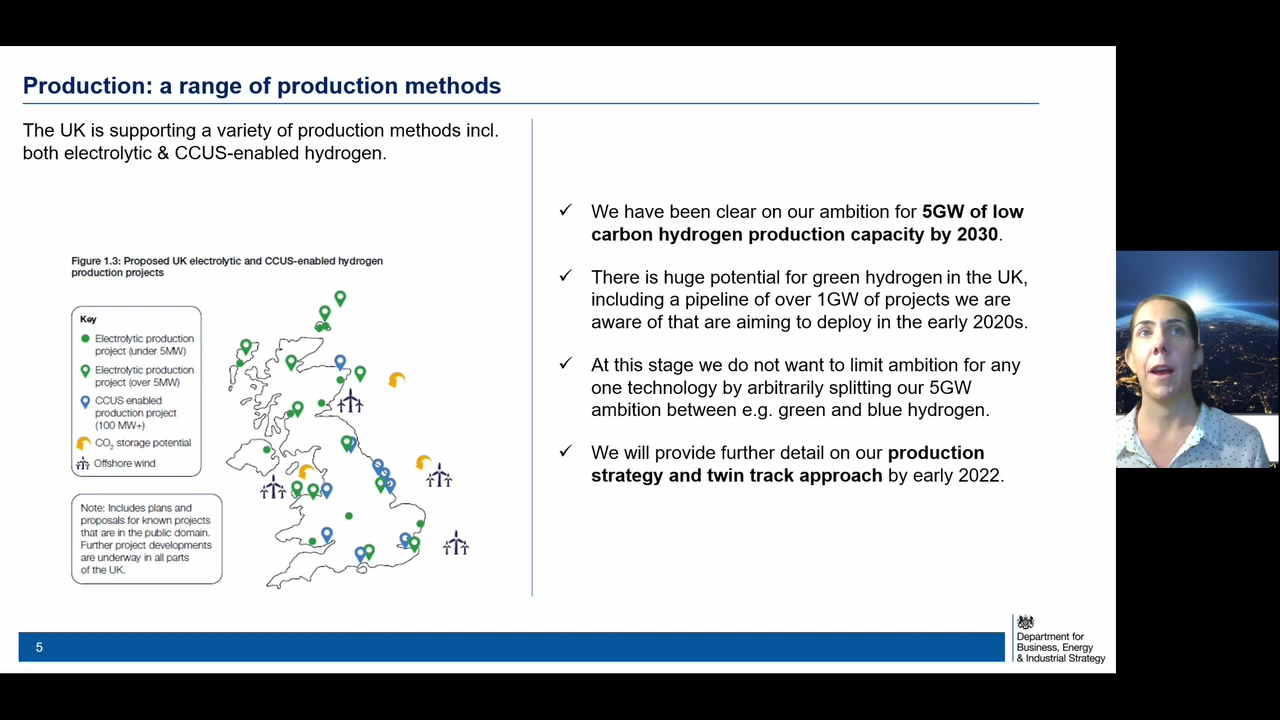 Production: a range of production methods
The UK is supporting a variety of production methods incl.
both electrolytic & CCUS-enabled hydrogen.
Figure 1.3: Proposed UK electrolytic and CCUS-enabled hydrogen
production projects
Key
Electrolytic production
project (under 5MW)
Electrolytic production
project (over 5MW)
CCUS enabled
production project
(100 MW+)
CO₂ storage potential
Offshore wind
Note: Includes plans and
proposals for known projects
that are in the public domain.
Further project developments
are underway in all parts
of the UK.
✓ We have been clear on our ambition for 5GW of low
carbon hydrogen production capacity by 2030.
✓ There is huge potential for green hydrogen in the UK,
including a pipeline of over 1GW of projects we are
aware of that are aiming to deploy in the early 2020s.
✓ At this stage we do not want to limit ambition for any
one technology by arbitrarily splitting our 5GW
ambition between e.g. green and blue hydrogen.
✓ We will provide further detail on our production
strategy and twin track approach by early 2022.
5
Department for
Business, Energy
& Industrial Strategy